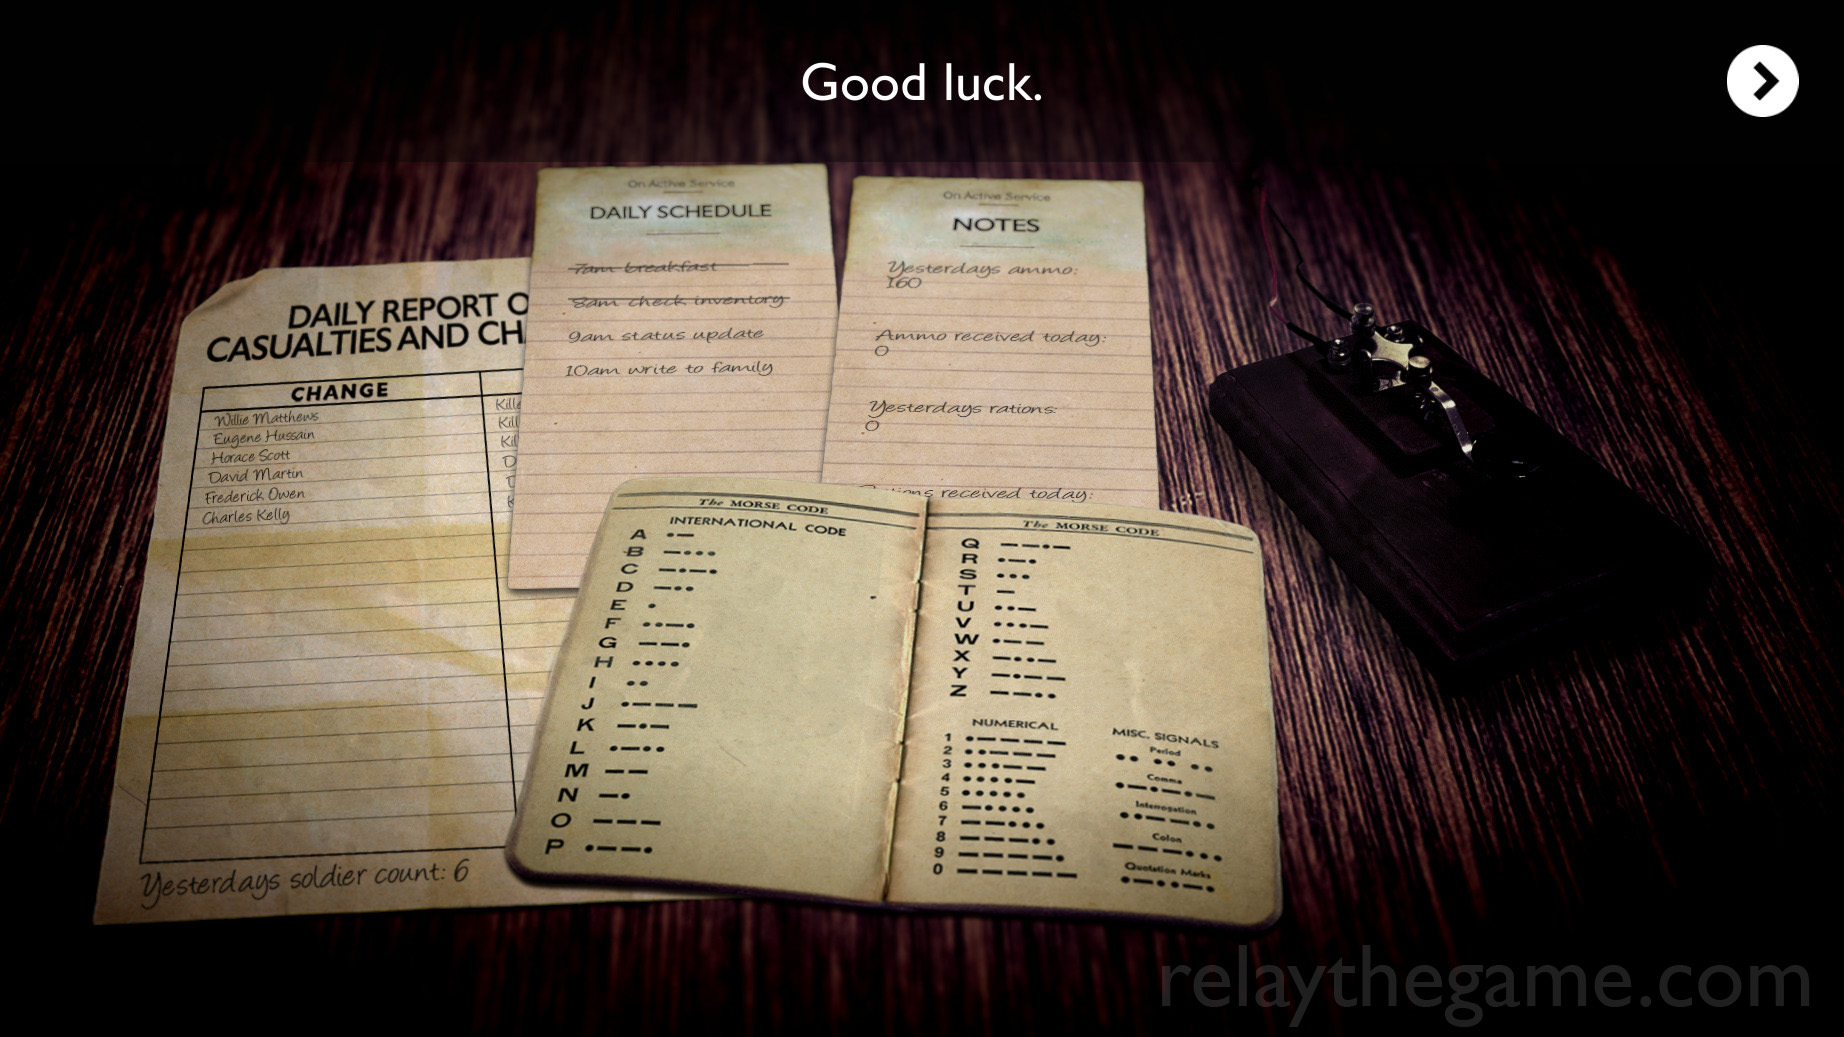 Good luck.
On Active Service
DAILY SCHEDULE
7am breakfast
8am check inventory
9am status update
10am write to family
On Active Service
NOTES
Yesterdays ammo:
160
Ammo received today:
0
Yesterdays rations:
0
received today:
DAILY REPORT O
CASUALTIES AND CH
CHANGE
Willie Matthews Kille
Eugene Hussain Kill
Horace Scott Kil
David Martin D
Frederick Owen
Charles Kelly K
Yesterdays soldier count: 6
The MORSE CODE
INTERNATIONAL CODE
A •—
B —•••
C —•—•
D —••
E •
F ••—•
G ——•
H ••••
I ••
J •———
K —•—
L •—••
M ——
N —•
O ———
P •——•
The MORSE CODE
Q ——•—
R •—•
S •••
T —
U ••—
V •••—
W •——
X —••—
Y —•——
Z ——••
NUMERICAL
1 •————
2 ••———
3 •••——
4 ••••—
5 •••••
6 —••••
7 ——•••
8 ———••
9 ————•
0 —————
MISC. SIGNALS
Period
•• •• ••
Comma
•—•—•—
Interrogation
••——••
Colon
———•••
Quotation Marks
•—••—•
relaythegame.com